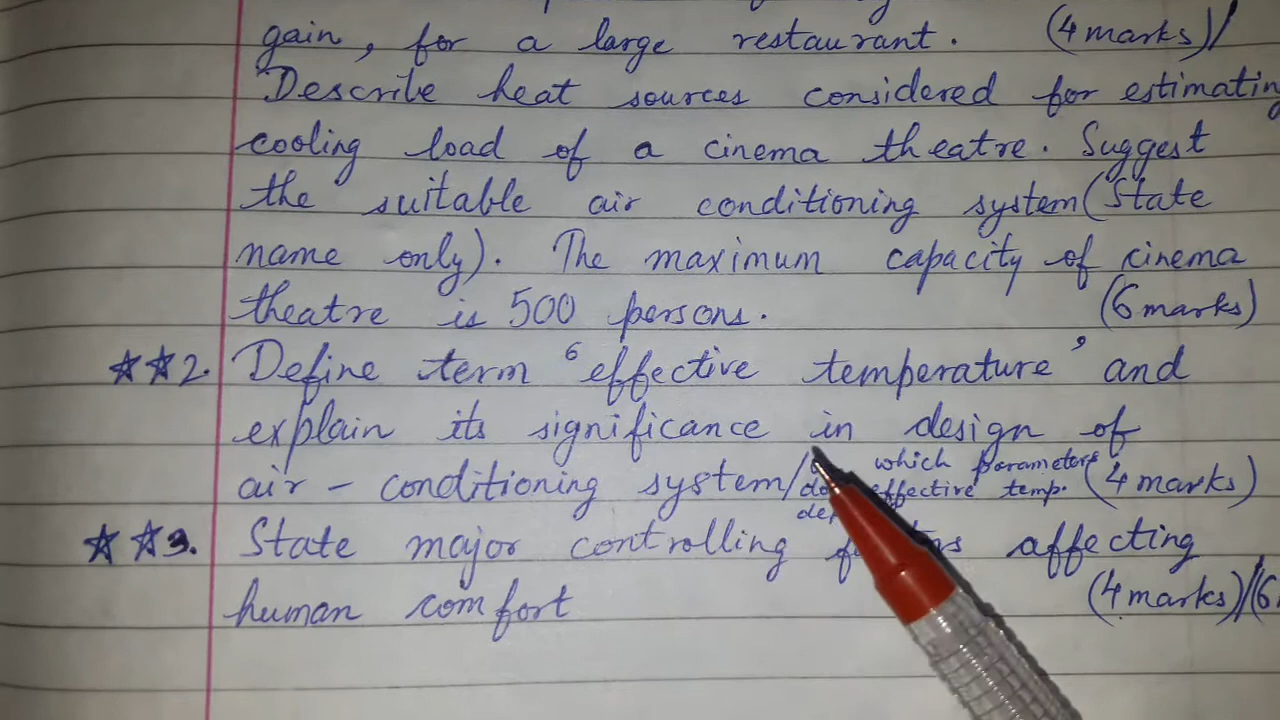 gain, for a large restaurant. (4 marks)/
Describe heat sources considered for estimatin
cooling load of a cinema theatre. Suggest
the suitable air conditioning system (State
name only). The maximum capacity of cinema
theatre is 500 persons. (6 marks)
☆☆2. Define term 'effective temperature' and
explain its significance in design of
air-conditioning system/ which parameters
effective temp. (4 marks)
☆☆3. State major controlling affecting
human comfort (4 marks)/(6